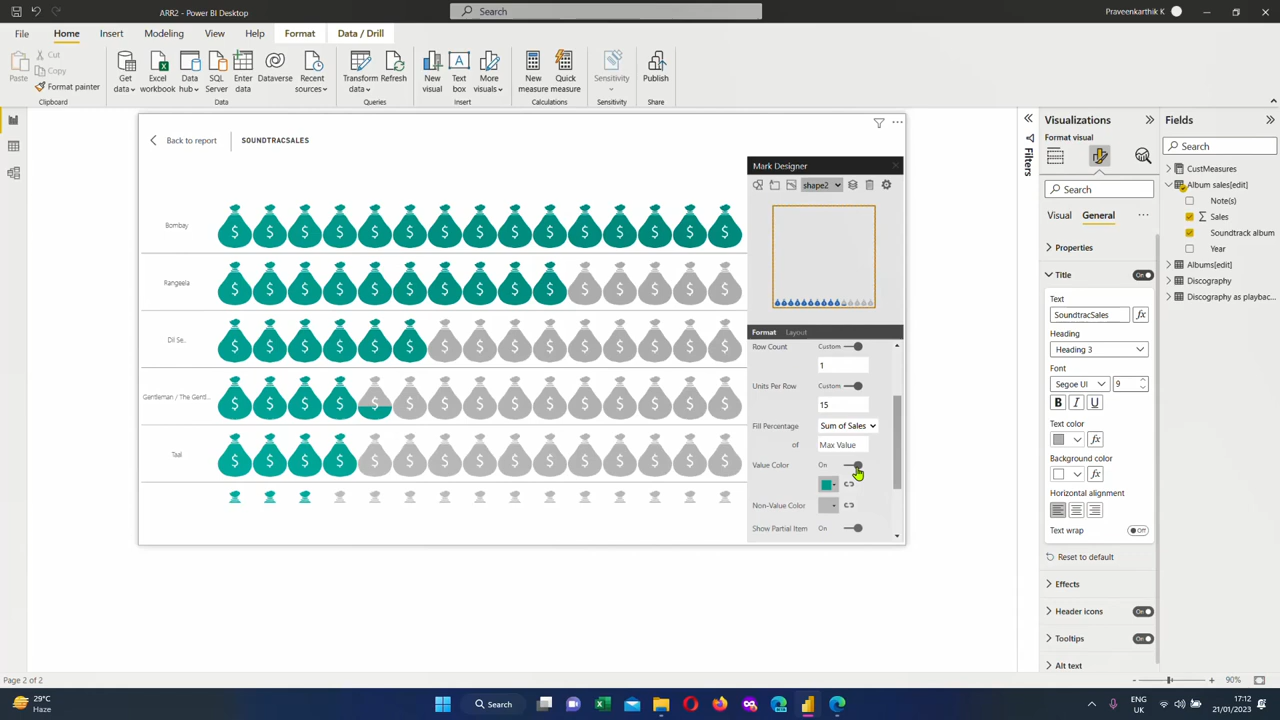 ARR2 - Power BI Desktop
Search
Praveenkarthik K
File
Home
Insert
Modeling
View
Help
Format
Data / Drill
Paste
Cut
Copy
Format painter
Clipboard
Get data
Excel workbook
Data hub
SQL Server
Enter data
Dataverse
Recent sources
Data
Transform data
Refresh
Queries
New visual
Text box
More visuals
Insert
New measure
Quick measure
Calculations
Sensitivity
Sensitivity
Publish
Share
Back to report
SOUNDTRACSALES
Bombay
Rangeela
Dil Se..
Gentleman / The Gentl...
Taal
Mark Designer
shape2
Format
Layout
Row Count
Custom
1
Units Per Row
Custom
15
Fill Percentage
Sum of Sales
of
Max Value
Value Color
On
Non-Value Color
Show Partial Item
On
Filters
Visualizations
Format visual
Search
Visual
General
Properties
Title
On
Text
SoundtracSales
Heading
Heading 3
Font
Segoe UI
9
B
I
U
Text color
Background color
Horizontal alignment
Text wrap
Off
Reset to default
Effects
Header icons
On
Tooltips
On
Alt text
Fields
Search
CustMeasures
Album sales[edit]
Note(s)
Sales
Soundtrack album
Year
Albums[edit]
Discography
Discography as playbac...
Page 2 of 2
90%
29°C
Haze
Search
ENG
UK
17:12
21/01/2023